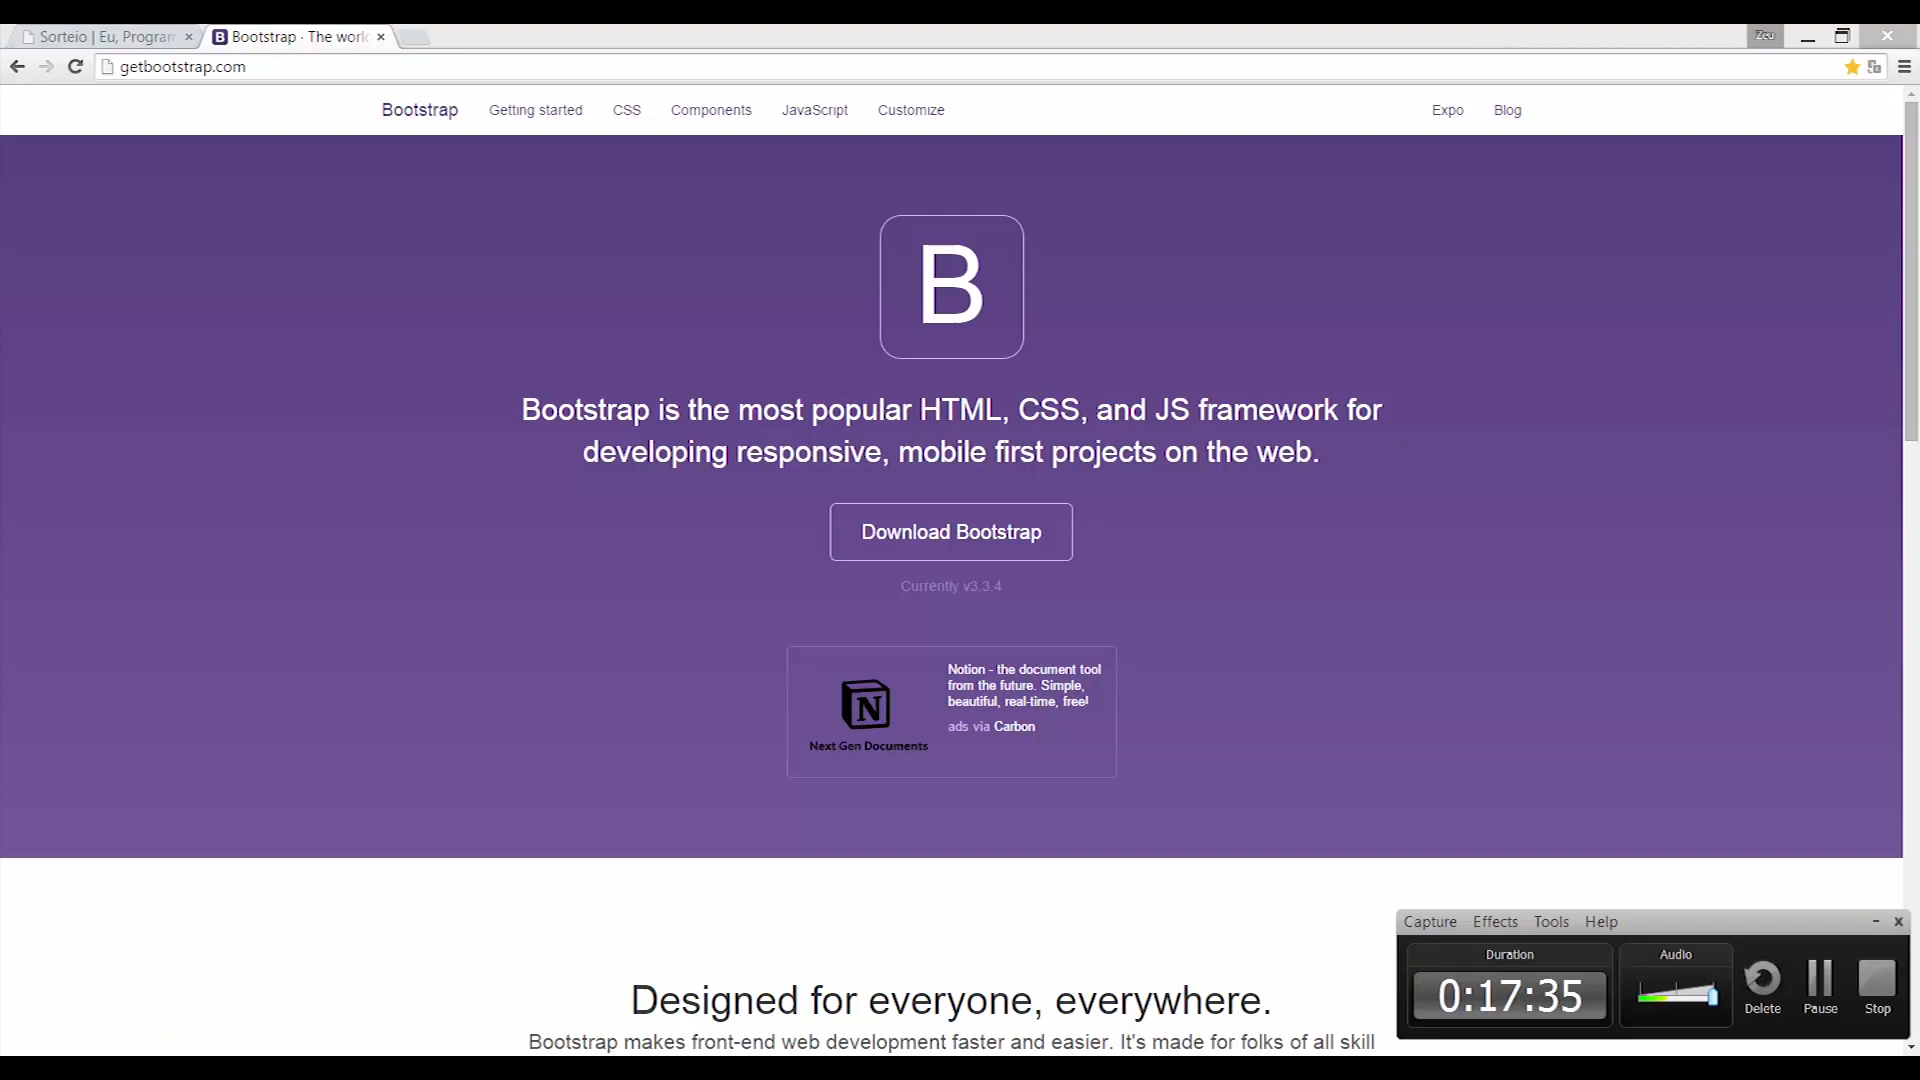 Sorteio | Eu, Program
Bootstrap · The worl
Zeu
getbootstrap.com
Bootstrap Getting started CSS Components JavaScript Customize Expo Blog
B
Bootstrap is the most popular HTML, CSS, and JS framework for
developing responsive, mobile first projects on the web.
Download Bootstrap
Currently v3.3.4
N
Next Gen Documents
Notion - the document tool
from the future. Simple,
beautiful, real-time, free!
ads via Carbon
Designed for everyone, everywhere.
Bootstrap makes front-end web development faster and easier. It's made for folks of all skill
Capture Effects Tools Help
Duration
0:17:35
Audio
Delete Pause Stop